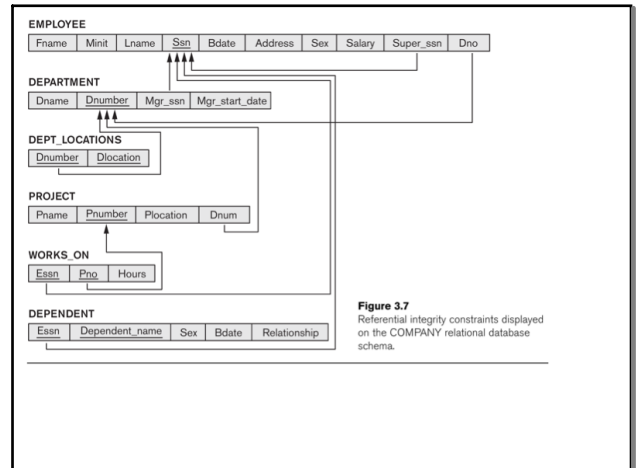 EMPLOYEE
Fname Minit Lname Ssn Bdate Address Sex Salary Super_ssn Dno
DEPARTMENT
Dname Dnumber Mgr_ssn Mgr_start_date
DEPT_LOCATIONS
Dnumber Dlocation
PROJECT
Pname Pnumber Plocation Dnum
WORKS_ON
Essn Pno Hours
DEPENDENT
Essn Dependent_name Sex Bdate Relationship
Figure 3.7
Referential integrity constraints displayed
on the COMPANY relational database
schema.